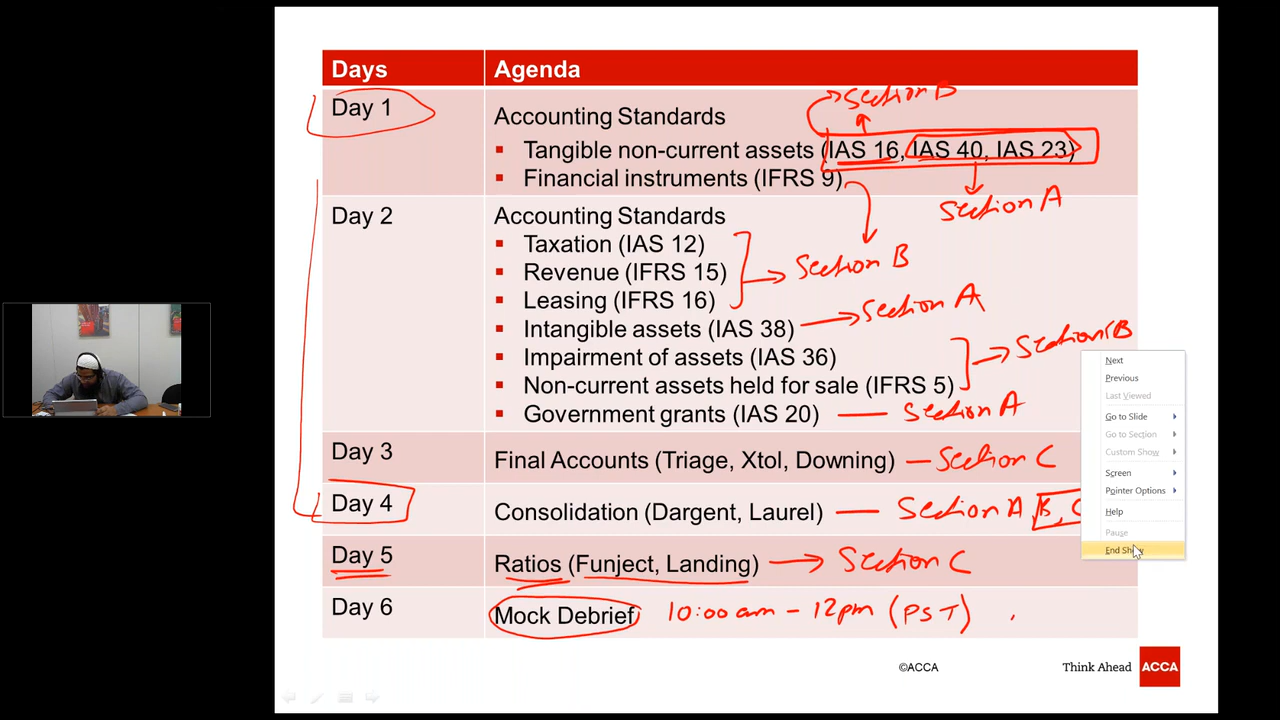 Days Agenda
Section B
Day 1 Accounting Standards
▪ Tangible non-current assets (IAS 16, IAS 40, IAS 23)
▪ Financial instruments (IFRS 9)
Section A
Day 2 Accounting Standards
▪ Taxation (IAS 12)
▪ Revenue (IFRS 15)
Section B
▪ Leasing (IFRS 16)
▪ Intangible assets (IAS 38) Section A
▪ Impairment of assets (IAS 36) Section B
▪ Non-current assets held for sale (IFRS 5)
▪ Government grants (IAS 20) — Section A
Day 3 Final Accounts (Triage, Xtol, Downing) — Section C
Day 4 Consolidation (Dargent, Laurel) — Section A, B, C
Day 5 Ratios (Funject, Landing) Section C
Day 6 Mock Debrief 10:00 am – 12pm (PST)
Next
Previous
Last Viewed
Go to Slide
Go to Section
Custom Show
Screen
Pointer Options
Help
Pause
End Show
©ACCA Think Ahead ACCA